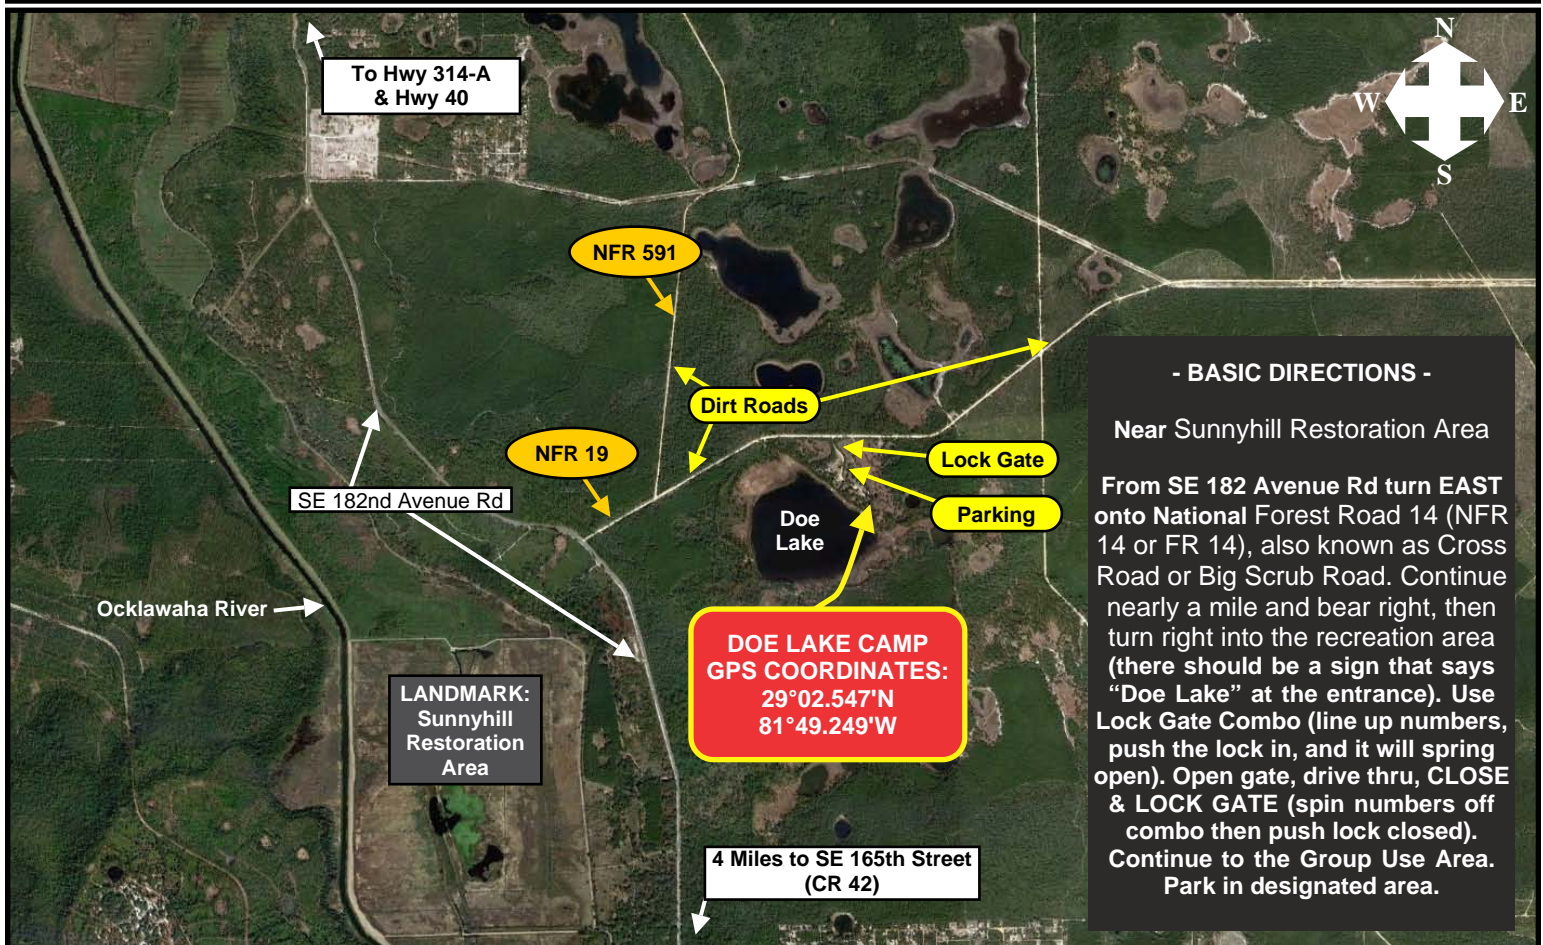 To Hwy 314-A
& Hwy 40
N
W
E
S
NFR 591
Dirt Roads
NFR 19
Lock Gate
SE 182nd Avenue Rd
Parking
Doe
Lake
Ocklawaha River
DOE LAKE CAMP
GPS COORDINATES:
29°02.547'N
81°49.249'W
LANDMARK:
Sunnyhill
Restoration
Area
4 Miles to SE 165th Street
(CR 42)
- BASIC DIRECTIONS -
Near Sunnyhill Restoration Area
From SE 182 Avenue Rd turn EAST
onto National Forest Road 14 (NFR
14 or FR 14), also known as Cross
Road or Big Scrub Road. Continue
nearly a mile and bear right, then
turn right into the recreation area
(there should be a sign that says
“Doe Lake” at the entrance). Use
Lock Gate Combo (line up numbers,
push the lock in, and it will spring
open). Open gate, drive thru, CLOSE
& LOCK GATE (spin numbers off
combo then push lock closed).
Continue to the Group Use Area.
Park in designated area.